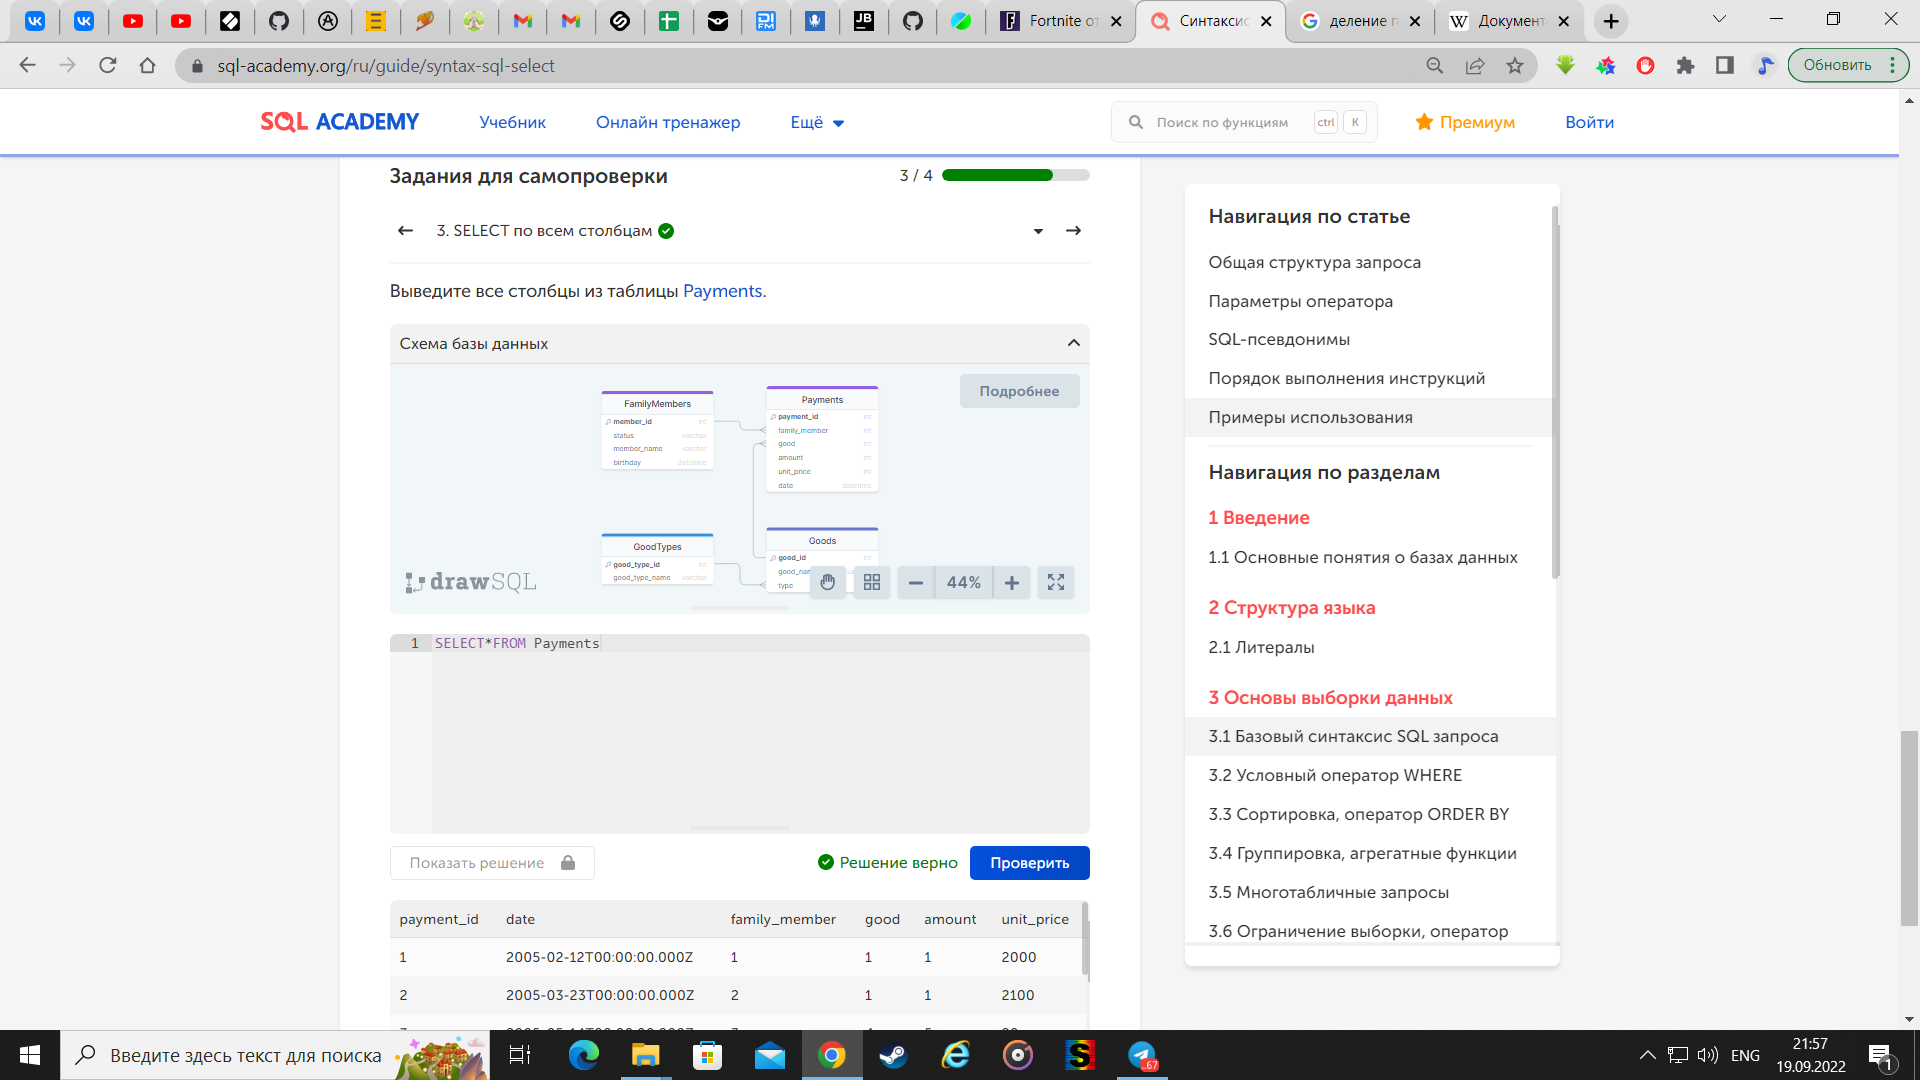 Fortnite от
Синтаксис
деление п
Документ
sql-academy.org/ru/guide/syntax-sql-select
Обновить
SQL ACADEMY
Учебник
Онлайн тренажер
Ещё
Поиск по функциям
ctrl
K
Премиум
Войти
Задания для самопроверки
3 / 4
3. SELECT по всем столбцам
Выведите все столбцы из таблицы Payments.
Схема базы данных
Подробнее
FamilyMembers
member_id int
status varchar
member_name varchar
birthday datetime
Payments
payment_id int
family_member int
good int
amount int
unit_price int
date datetime
GoodTypes
good_type_id int
good_type_name varchar
Goods
good_id int
good_na
type
drawSQL
44%
1 SELECT*FROM Payments
Показать решение
Решение верно
Проверить
payment_id date family_member good amount unit_price
1 2005-02-12T00:00:00.000Z 1 1 1 2000
2 2005-03-23T00:00:00.000Z 2 1 1 2100
Навигация по статье
Общая структура запроса
Параметры оператора
SQL-псевдонимы
Порядок выполнения инструкций
Примеры использования
Навигация по разделам
1 Введение
1.1 Основные понятия о базах данных
2 Структура языка
2.1 Литералы
3 Основы выборки данных
3.1 Базовый синтаксис SQL запроса
3.2 Условный оператор WHERE
3.3 Сортировка, оператор ORDER BY
3.4 Группировка, агрегатные функции
3.5 Многотабличные запросы
3.6 Ограничение выборки, оператор
Введите здесь текст для поиска
ENG
21:57
19.09.2022
1